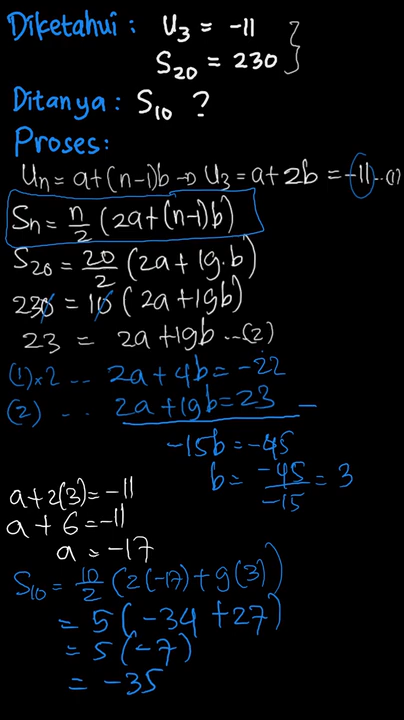 Diketahui : U₃ = -11
S₂₀ = 230
Ditanya : S₁₀ ?
Proses:
Un = a+(n-1)b → U₃ = a+2b = -11 ...(1)
Sn = n/2 (2a+(n-1)b)
S₂₀ = 20/2 (2a+19.b)
230 = 10 (2a+19b)
23 = 2a+19b ...(2)
(1)×2 ... 2a+4b = -22
(2) ... 2a+19b = 23 −
-15b = -45
b = -45/-15 = 3
a+2(3) = -11
a + 6 = -11
a = -17
S₁₀ = 10/2 (2(-17) + 9(3))
= 5 (-34 + 27)
= 5 (-7)
= -35